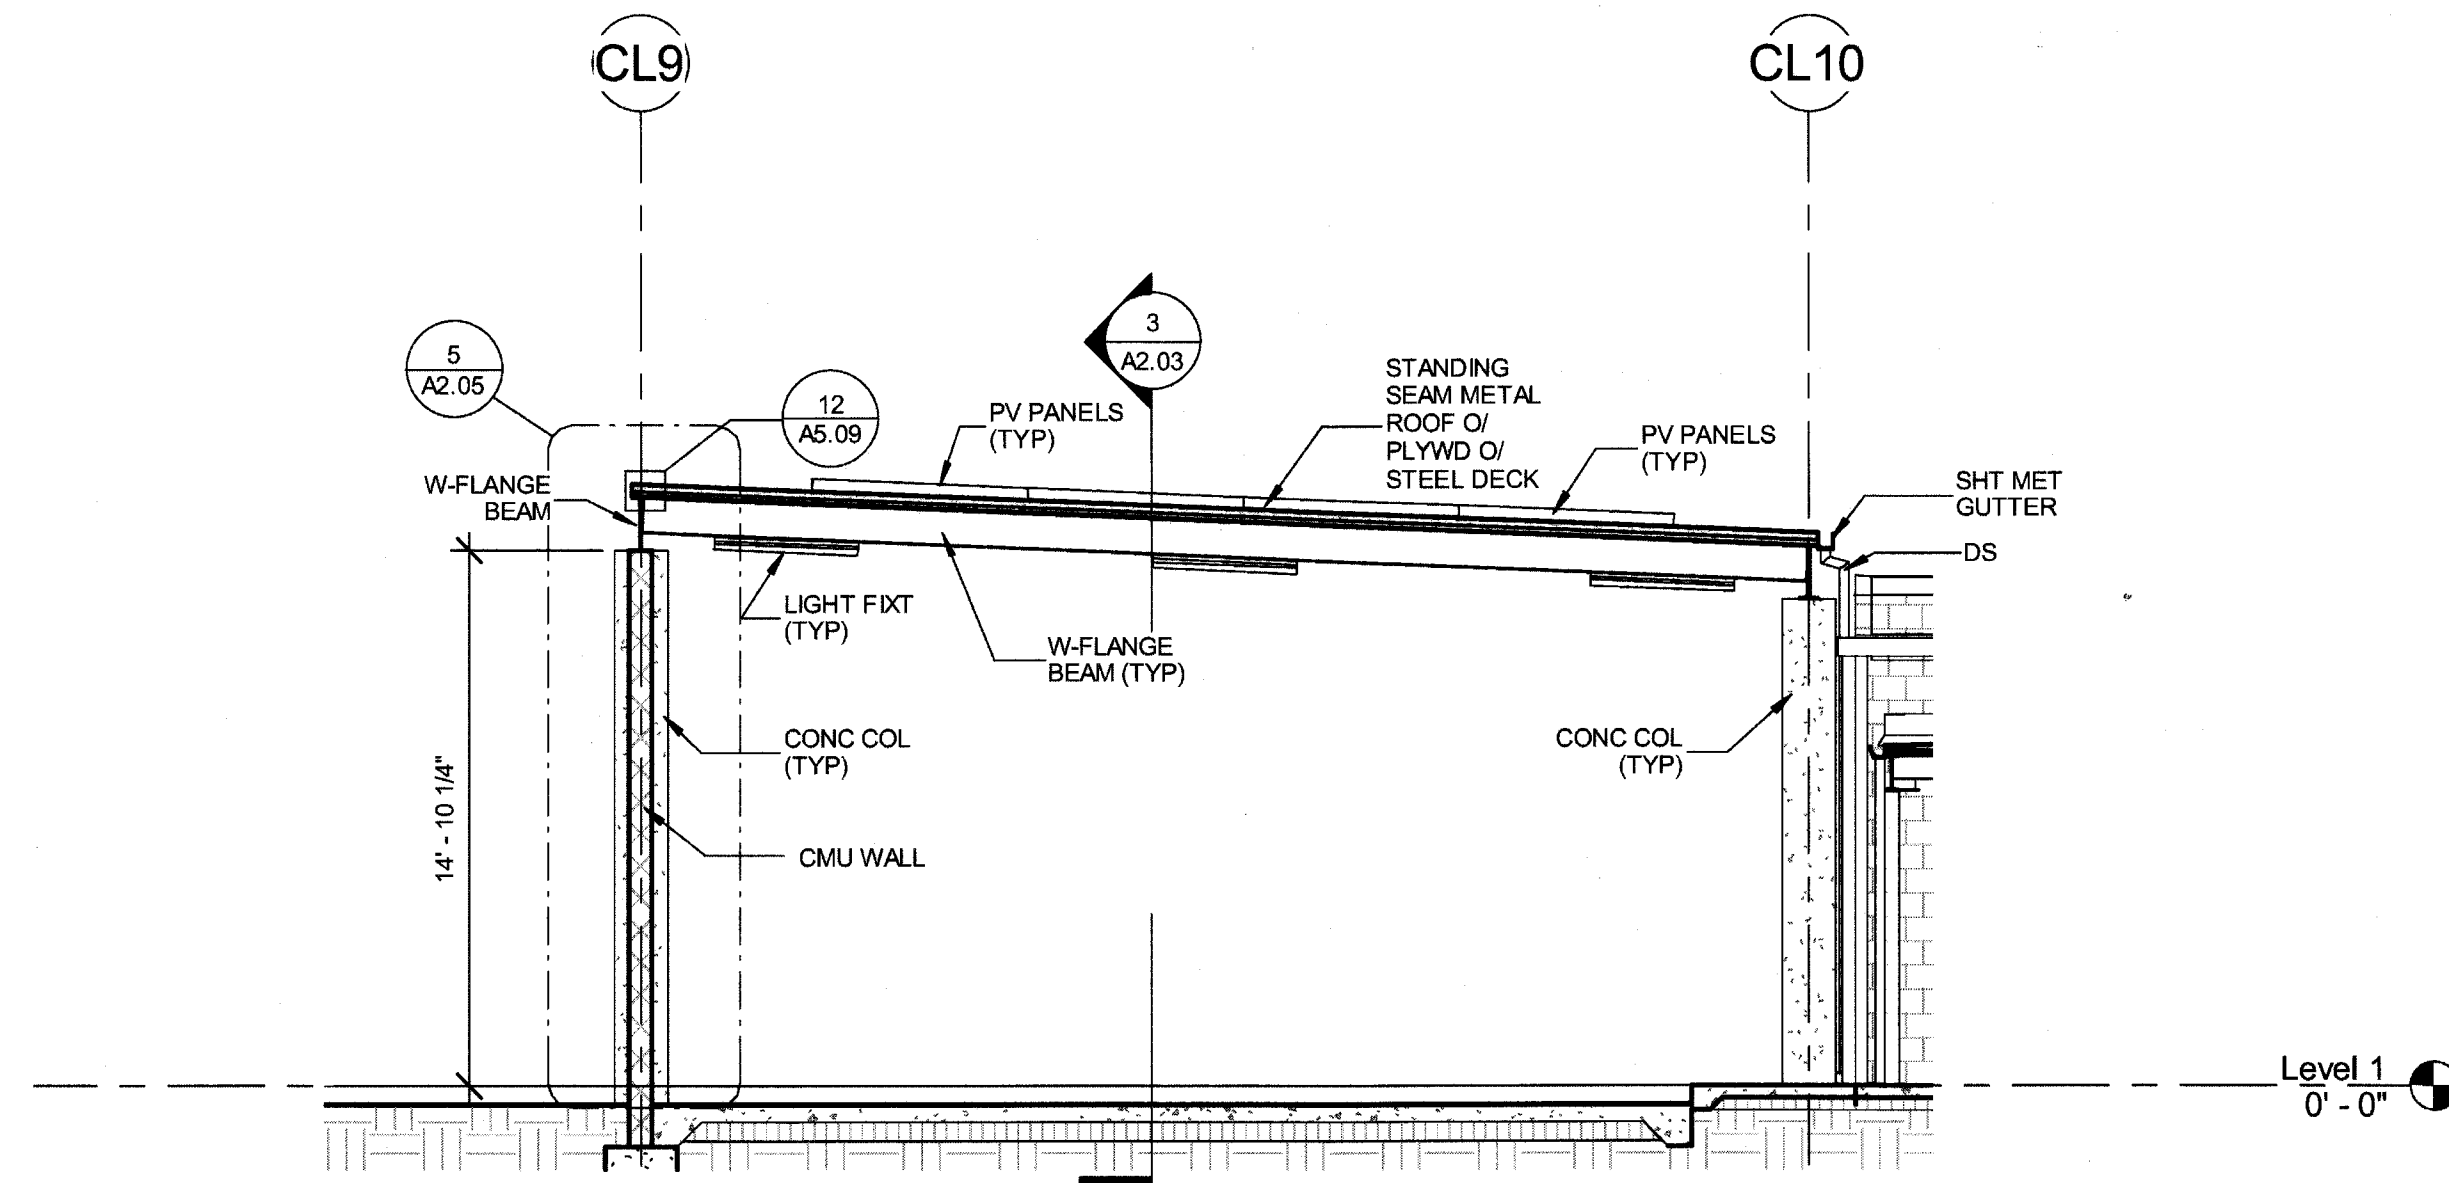 CL9
CL10
5
A2.05
12
A5.09
3
A2.03
PV PANELS
(TYP)
STANDING
SEAM METAL
ROOF O/
PLYWD O/
STEEL DECK
PV PANELS
(TYP)
SHT MET
GUTTER
DS
W-FLANGE
BEAM
LIGHT FIXT
(TYP)
W-FLANGE
BEAM (TYP)
CONC COL
(TYP)
CONC COL
(TYP)
14' - 10 1/4"
CMU WALL
Level 1
0' - 0"